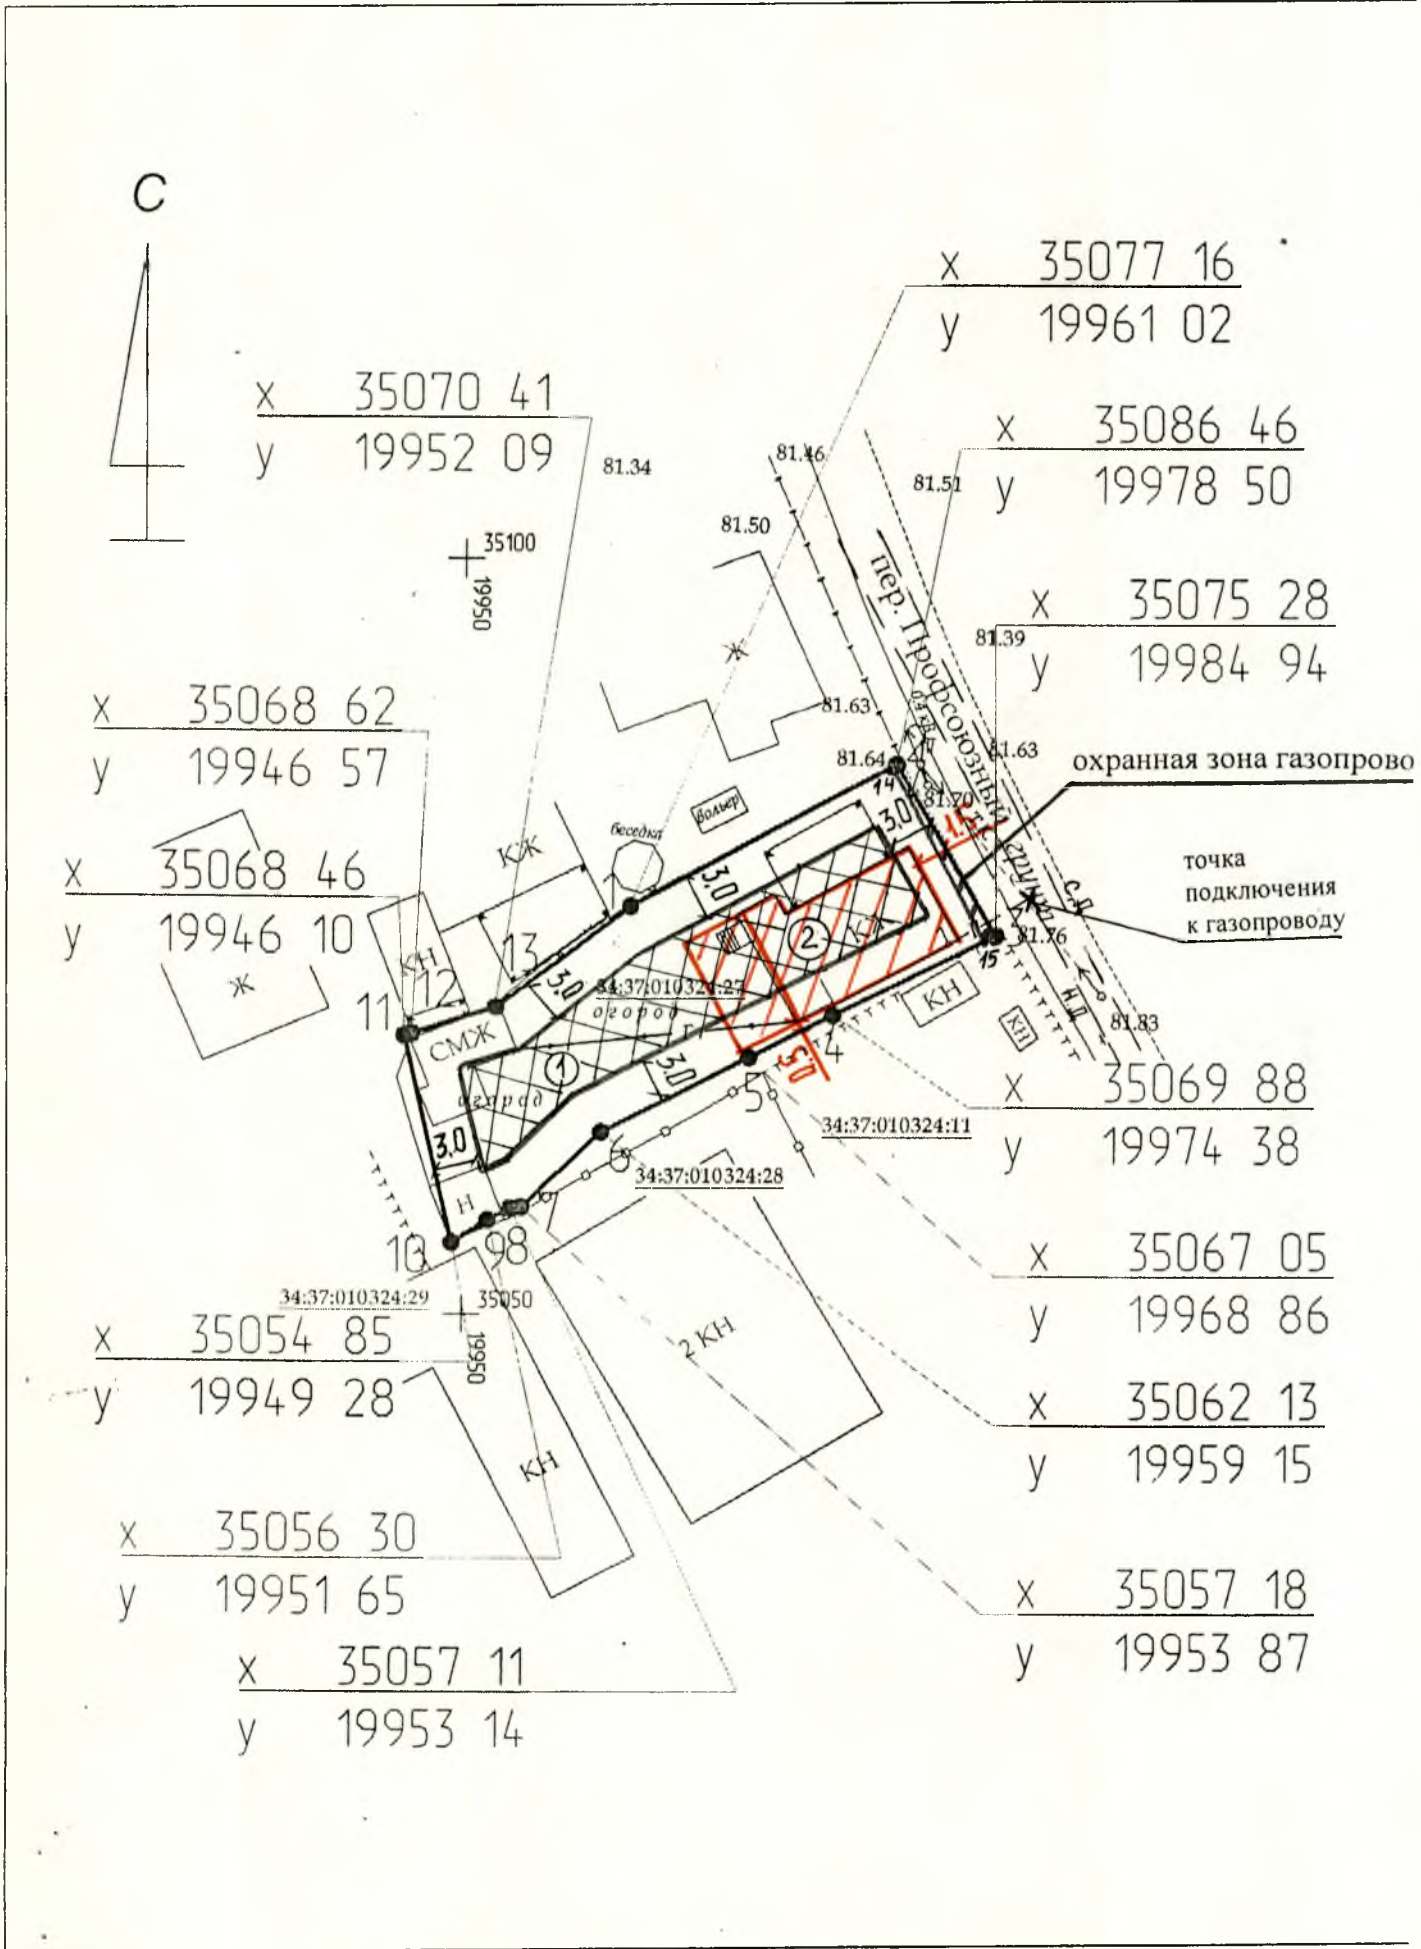 С
x 35077 16
y 19961 02
x 35070 41
y 19952 09
81.34
81.46
81.51
81.50
x 35086 46
y 19978 50
35100
19950
пер. Профсоюзный
x 35075 28
y 19984 94
81.39
Ж
x 35068 62
y 19946 57
81.63
0,4 кВ
81.63
81.64
14
81.70
охранная зона газопрово
вольер
беседка
3,0
1.5
грунт
КЖ
7
3,0
точка
подключения
к газопроводу
С.П
x 35068 46
y 19946 10
КН
13
12
11
Ж
2
КЖ
15
81.76
34:37:010324:27
3,0
огород
г
КН
КН
Н.Д
81.83
СМЖ
1
огород
3,0
0.5
4
5
x 35069 88
y 19974 38
34:37:010324:11
3,0
6
34:37:010324:28
Н
10
9
8
x 35067 05
y 19968 86
34:37:010324:29
35050
19950
2 КН
x 35054 85
y 19949 28
x 35062 13
y 19959 15
КН
x 35056 30
y 19951 65
x 35057 18
y 19953 87
x 35057 11
y 19953 14